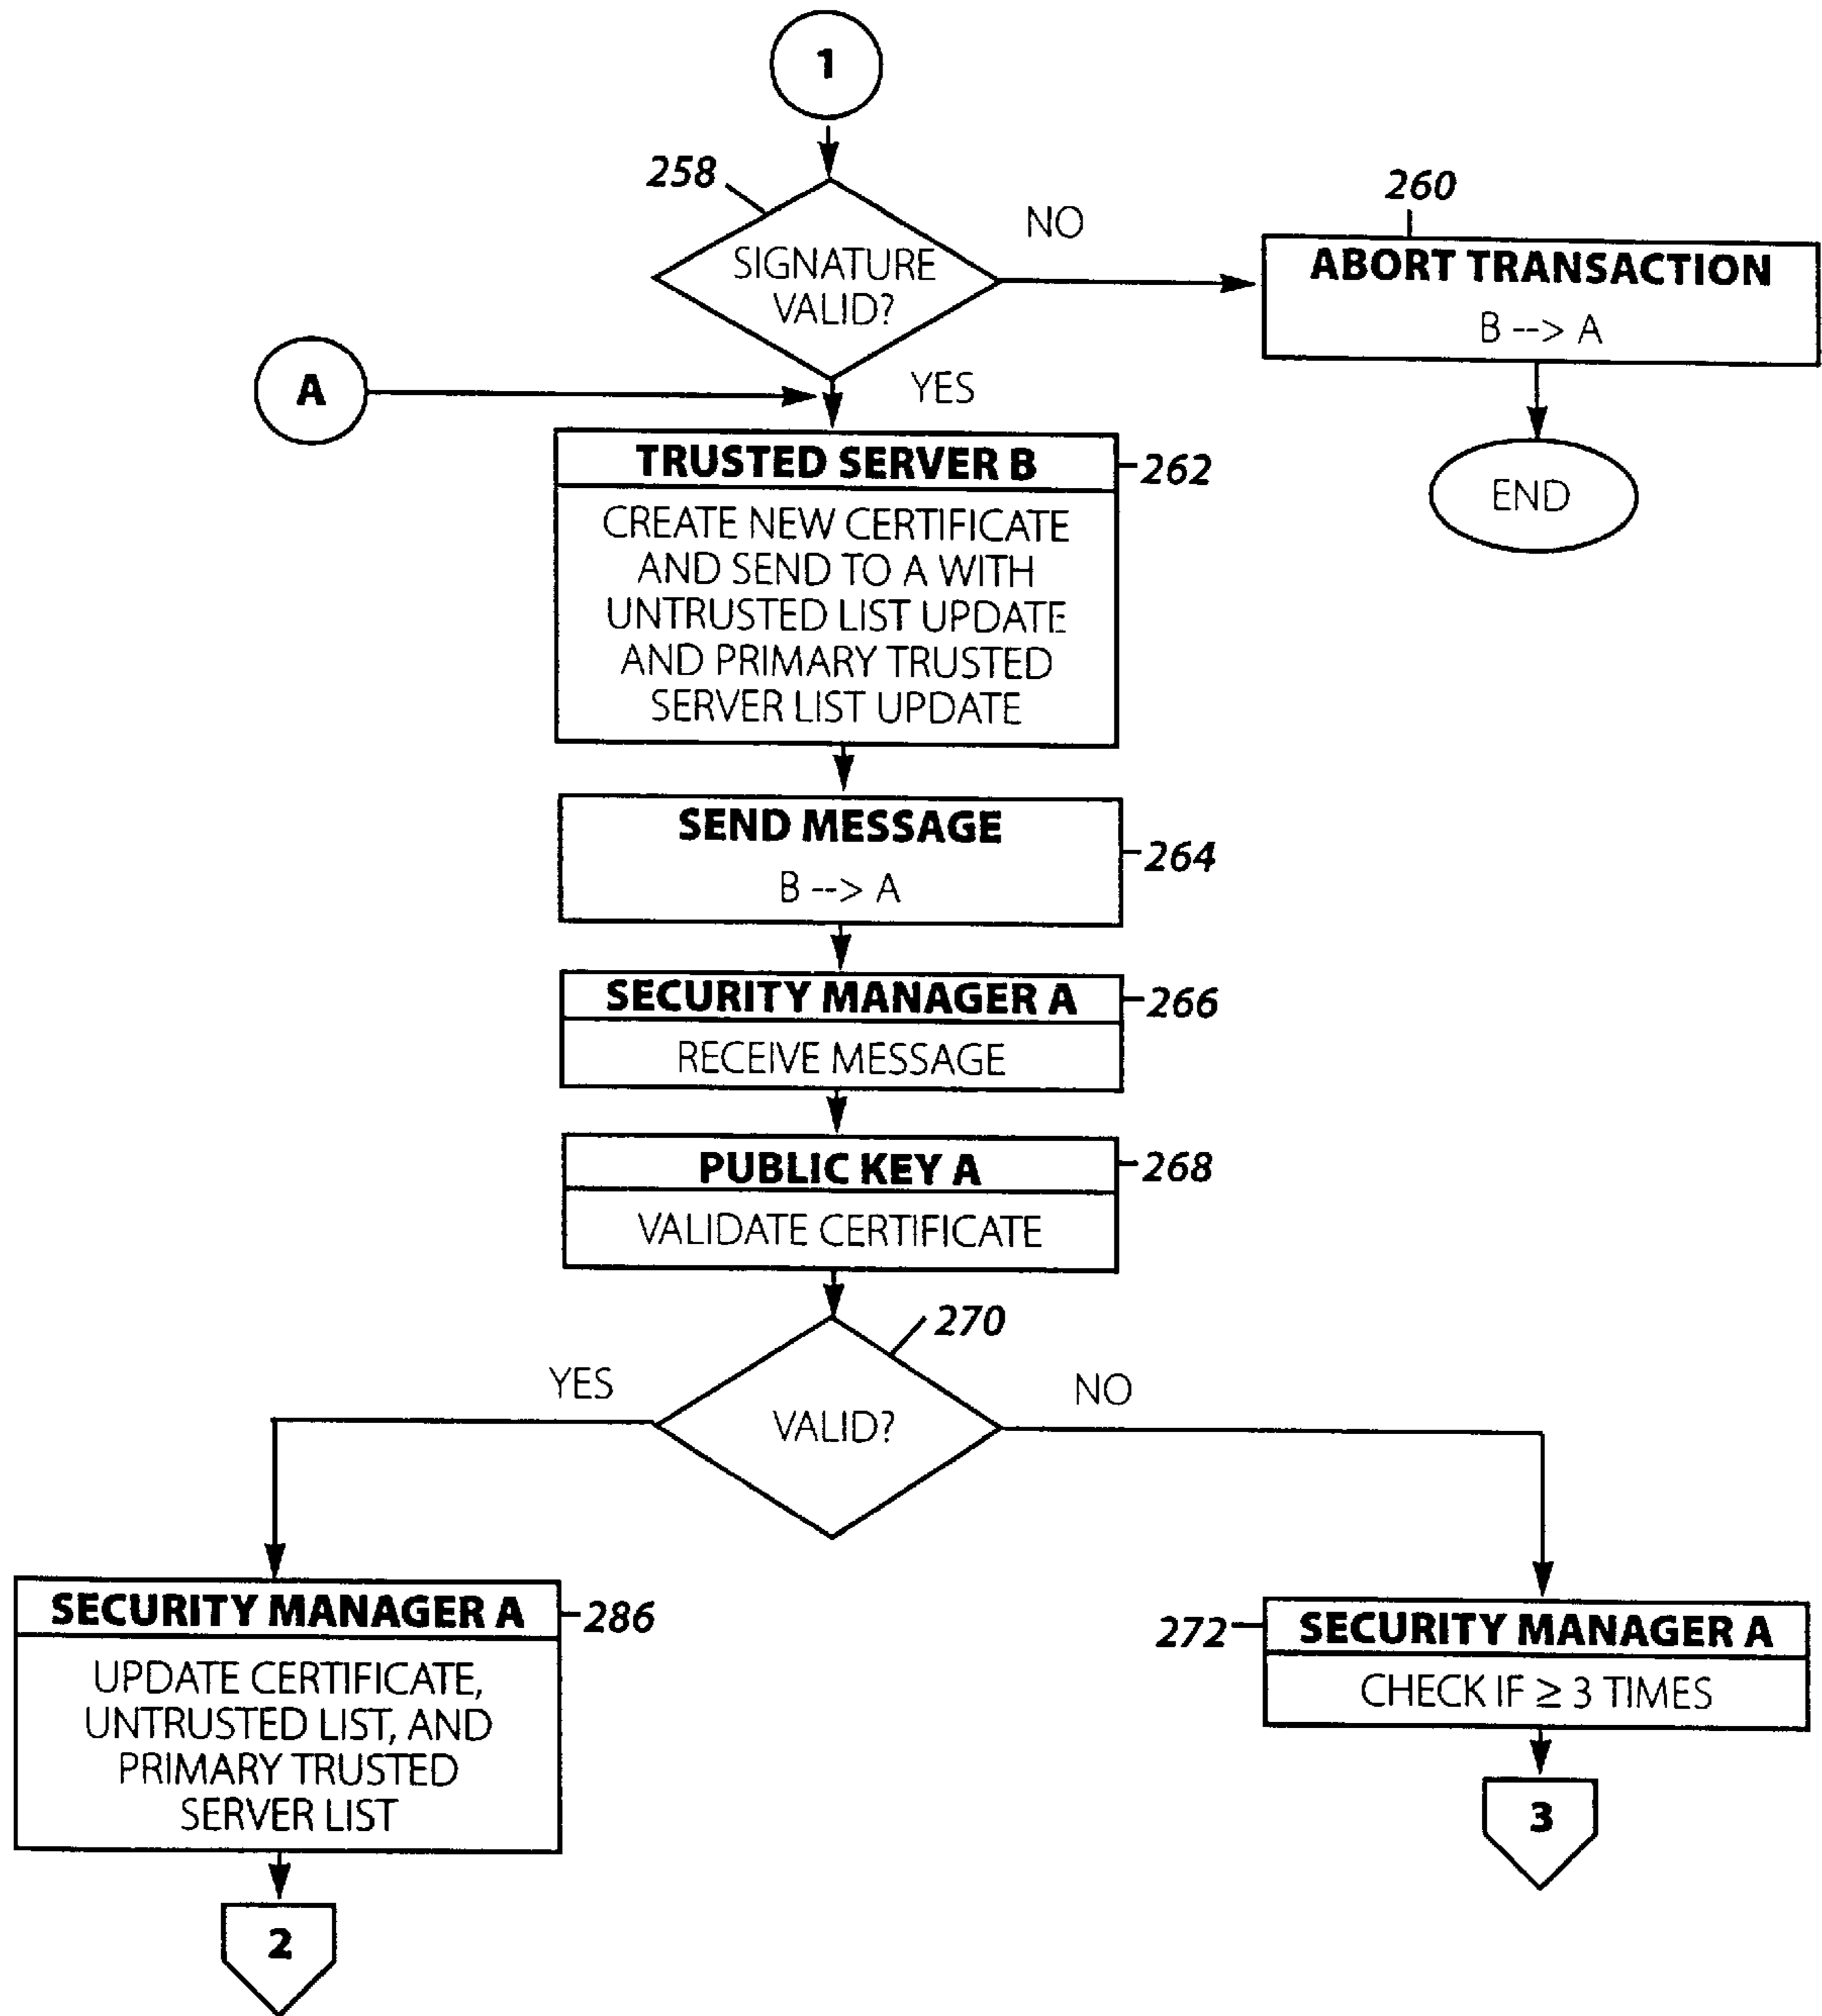 1
258
SIGNATURE
VALID?
NO
260
ABORT TRANSACTION
B --> A
END
A
YES
TRUSTED SERVER B
262
CREATE NEW CERTIFICATE
AND SEND TO A WITH
UNTRUSTED LIST UPDATE
AND PRIMARY TRUSTED
SERVER LIST UPDATE
SEND MESSAGE
264
B --> A
SECURITY MANAGER A
266
RECEIVE MESSAGE
PUBLIC KEY A
268
VALIDATE CERTIFICATE
270
YES
VALID?
NO
SECURITY MANAGER A
286
UPDATE CERTIFICATE,
UNTRUSTED LIST, AND
PRIMARY TRUSTED
SERVER LIST
2
272
SECURITY MANAGER A
CHECK IF ≥ 3 TIMES
3